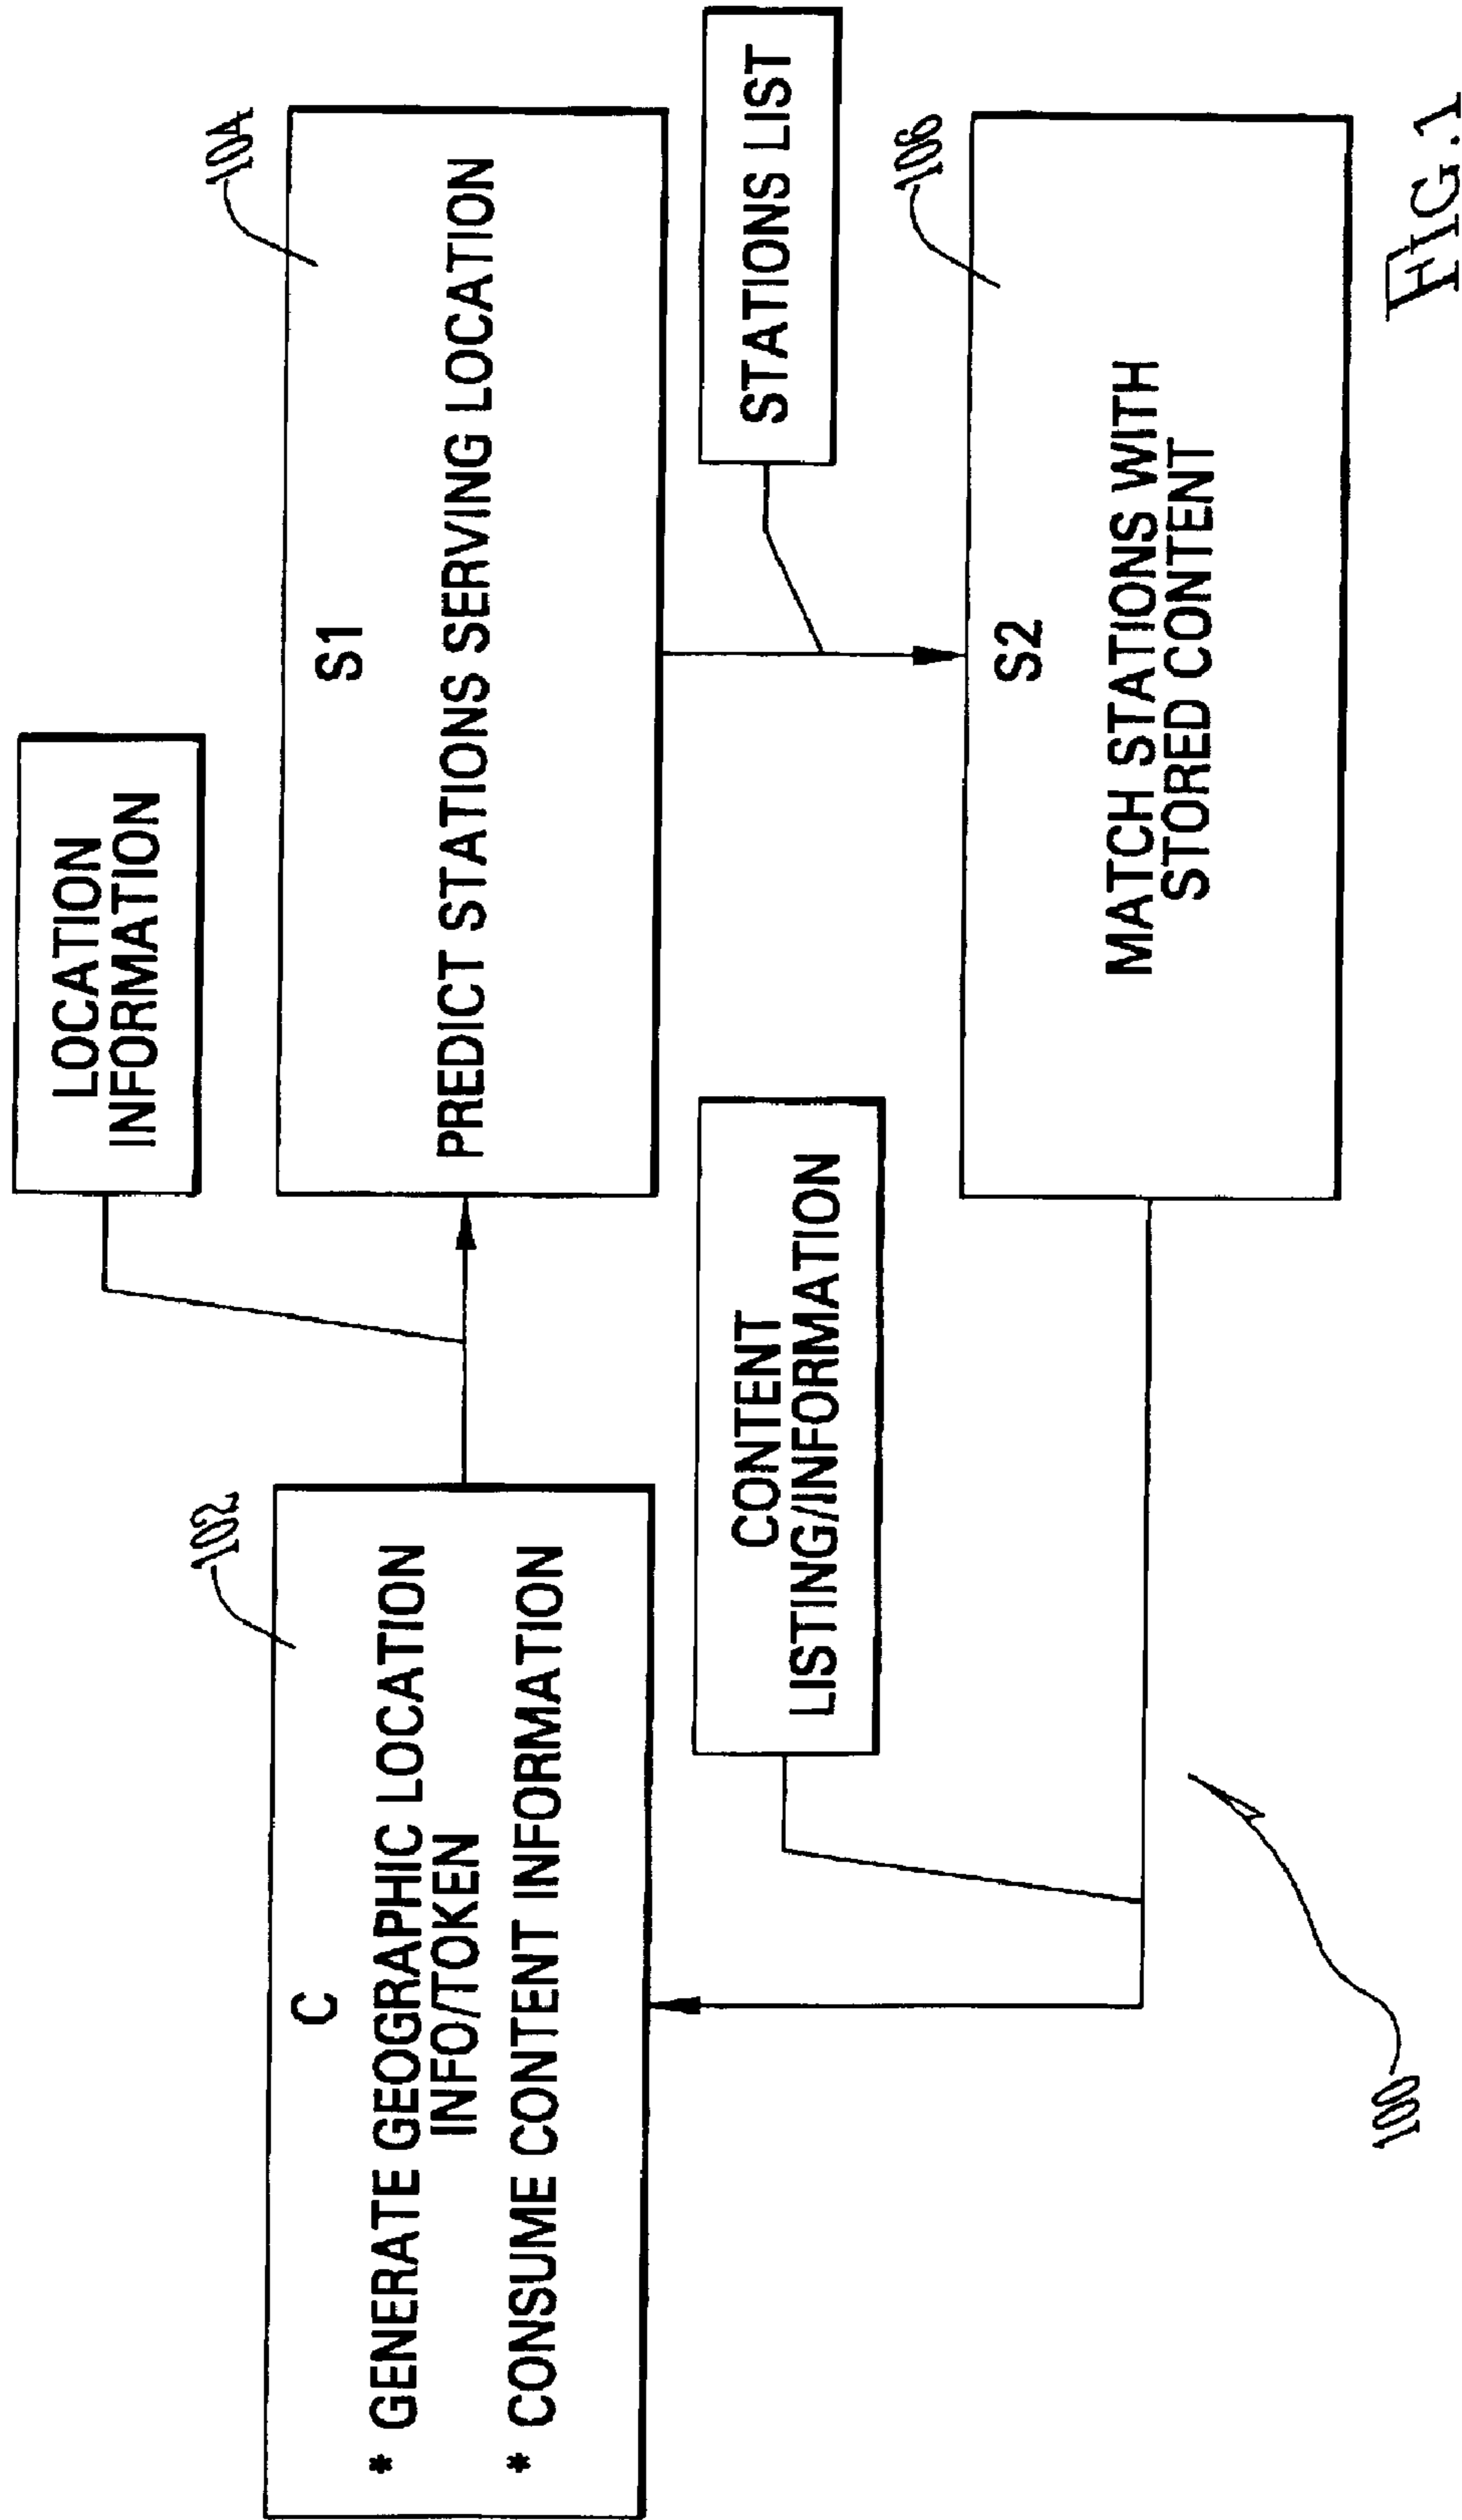 LOCATION
INFORMATION
102
C
* GENERATE GEOGRAPHIC LOCATION
INFO/TOKEN
* CONSUME CONTENT INFORMATION
104
S1
PREDICT STATIONS SERVING LOCATION
CONTENT
LISTING/INFORMATION
STATIONS LIST
106
S2
MATCH STATIONS WITH
STORED CONTENT
100
FIG.1